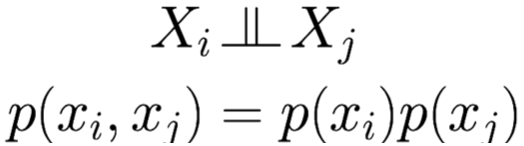 X_i ⫫ X_j
p(x_i, x_j) = p(x_i)p(x_j)